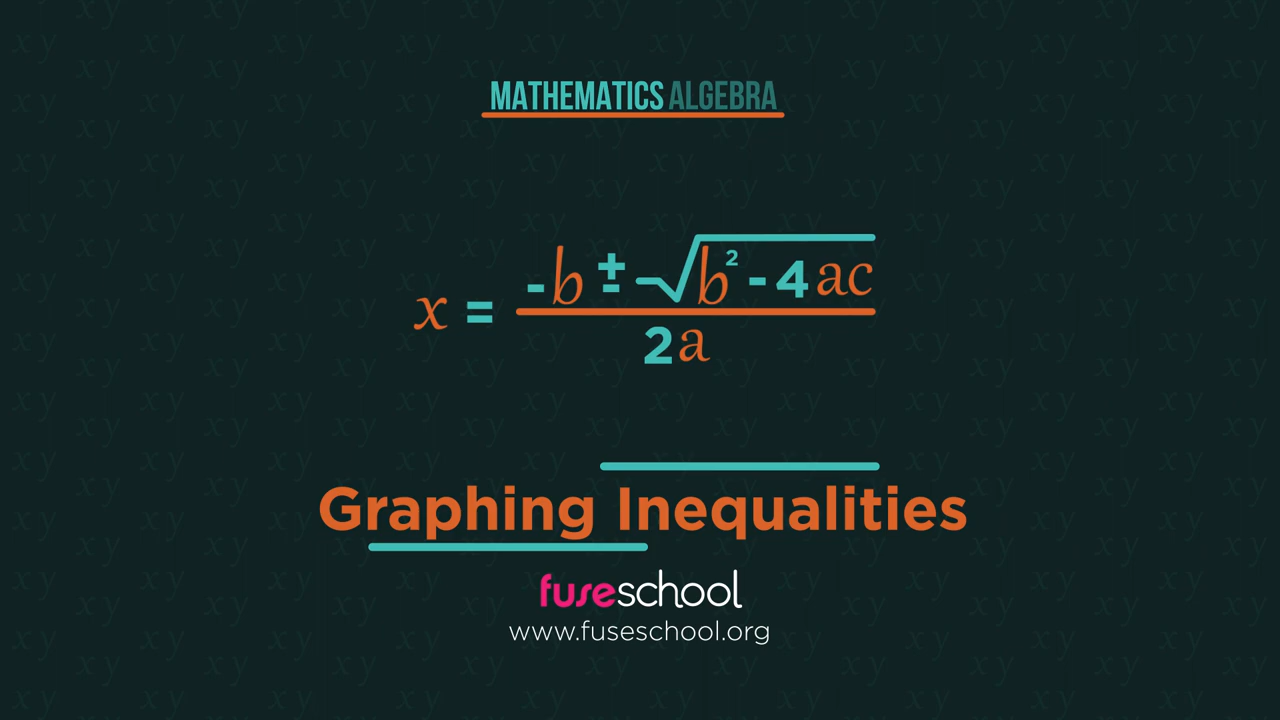 MATHEMATICS ALGEBRA
x = -b ± √b² - 4ac
2a
Graphing Inequalities
fuseschool
www.fuseschool.org